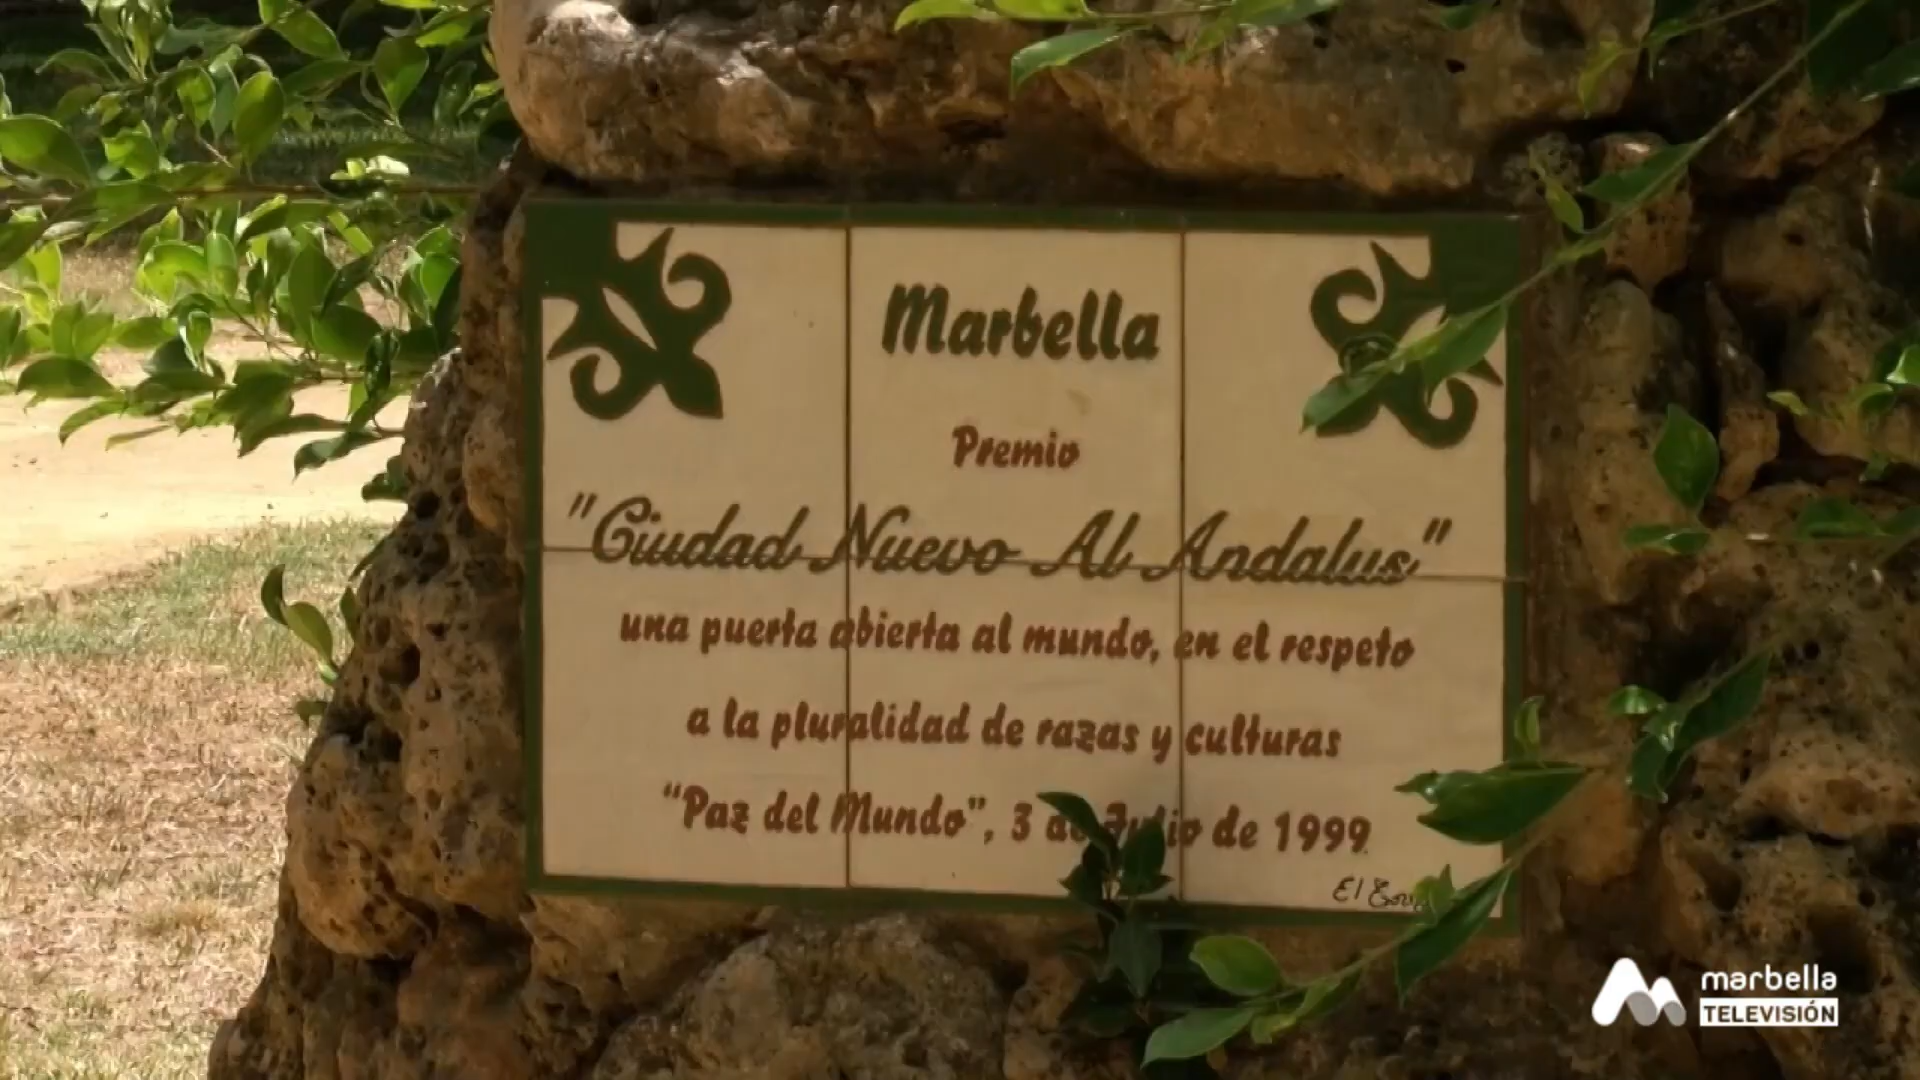 Marbella
Premio
"Ciudad Nuevo Al Andalus"
una puerta abierta al mundo, en el respeto
a la pluralidad de razas y culturas
"Paz del Mundo", 3 de Julio de 1999
El
marbella
TELEVISIÓN